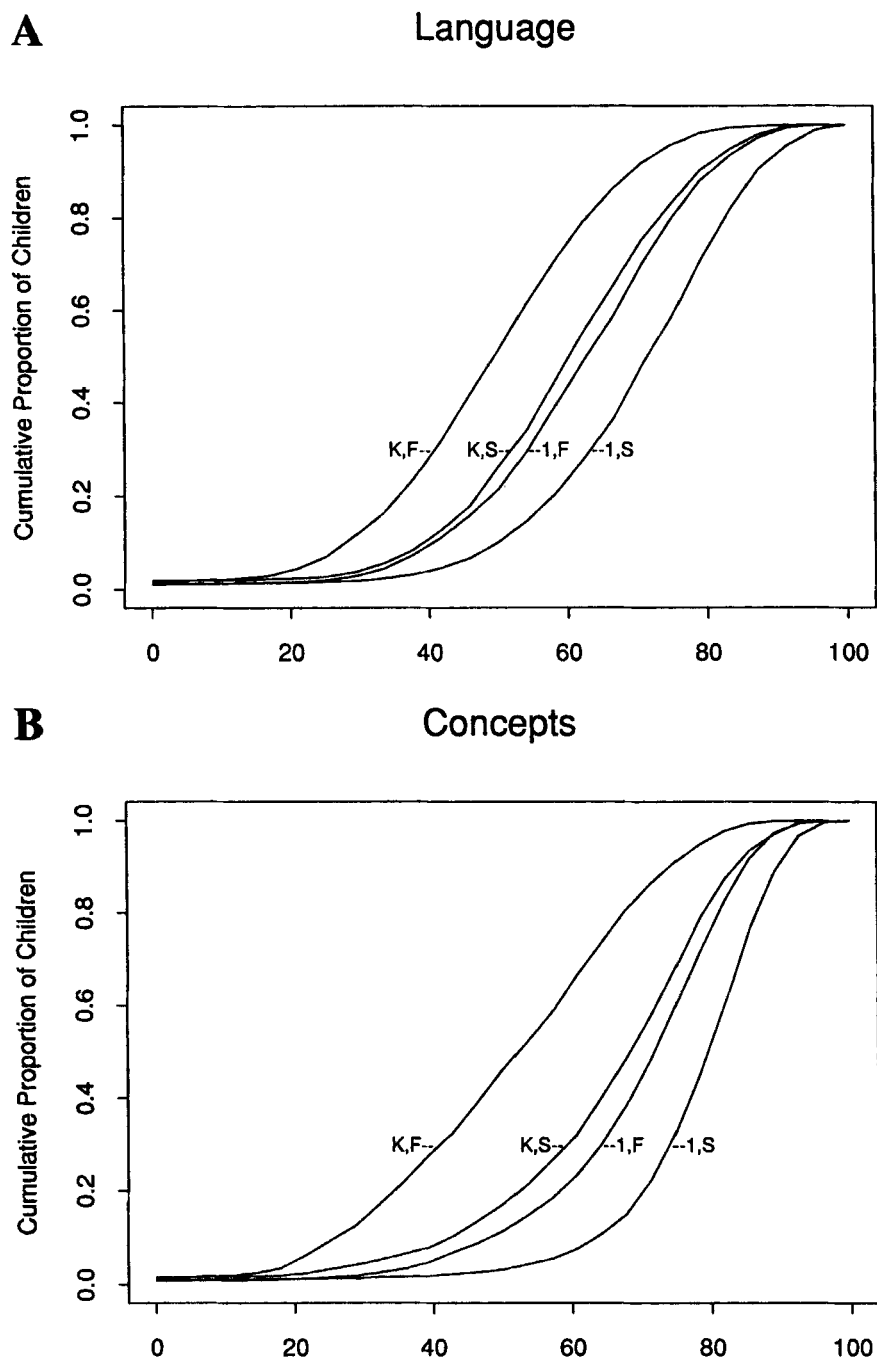 A
Language
Cumulative Proportion of Children
1.0
0.8
0.6
0.4
0.2
0.0
K,F--
K,S--
--1,F
--1,S
0 20 40 60 80 100
B
Concepts
Cumulative Proportion of Children
1.0
0.8
0.6
0.4
0.2
0.0
K,F--
K,S--
--1,F
--1,S
0 20 40 60 80 100